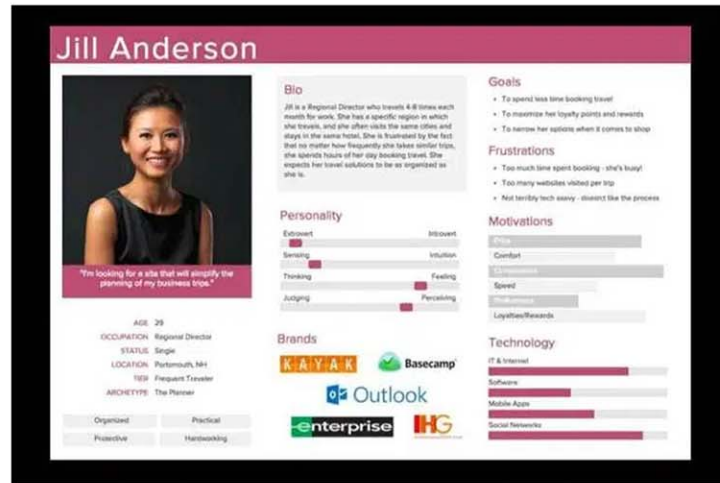 Jill Anderson
"I'm looking for a site that will simplify the
planning of my business trips."
AGE 29
OCCUPATION Regional Director
STATUS Single
LOCATION Portsmouth, NH
TIER Frequent Traveler
ARCHETYPE The Planner
Organized Practical
Protective Hardworking
Bio
Jill is a Regional Director who travels 4-8 times each
month for work. She has a specific region in which
she travels, and she often visits the same cities and
stays in the same hotel. She is frustrated by the fact
that no matter how frequently she takes similar trips,
she spends hours of her day booking travel. She
expects her travel solutions to be as organized as
she is.
Personality
Extrovert Introvert
Sensing Intuition
Thinking Feeling
Judging Perceiving
Brands
KAYAK Basecamp
Outlook
enterprise IHG
Goals
• To spend less time booking travel
• To maximize her loyalty points and rewards
• To narrow her options when it comes to shop
Frustrations
• Too much time spent booking - she's busy!
• Too many websites visited per trip
• Not terribly tech savvy - doesn't like the process
Motivations
Price
Comfort
Convenience
Speed
Preferences
Loyalties/Rewards
Technology
IT & Internet
Software
Mobile Apps
Social Networks